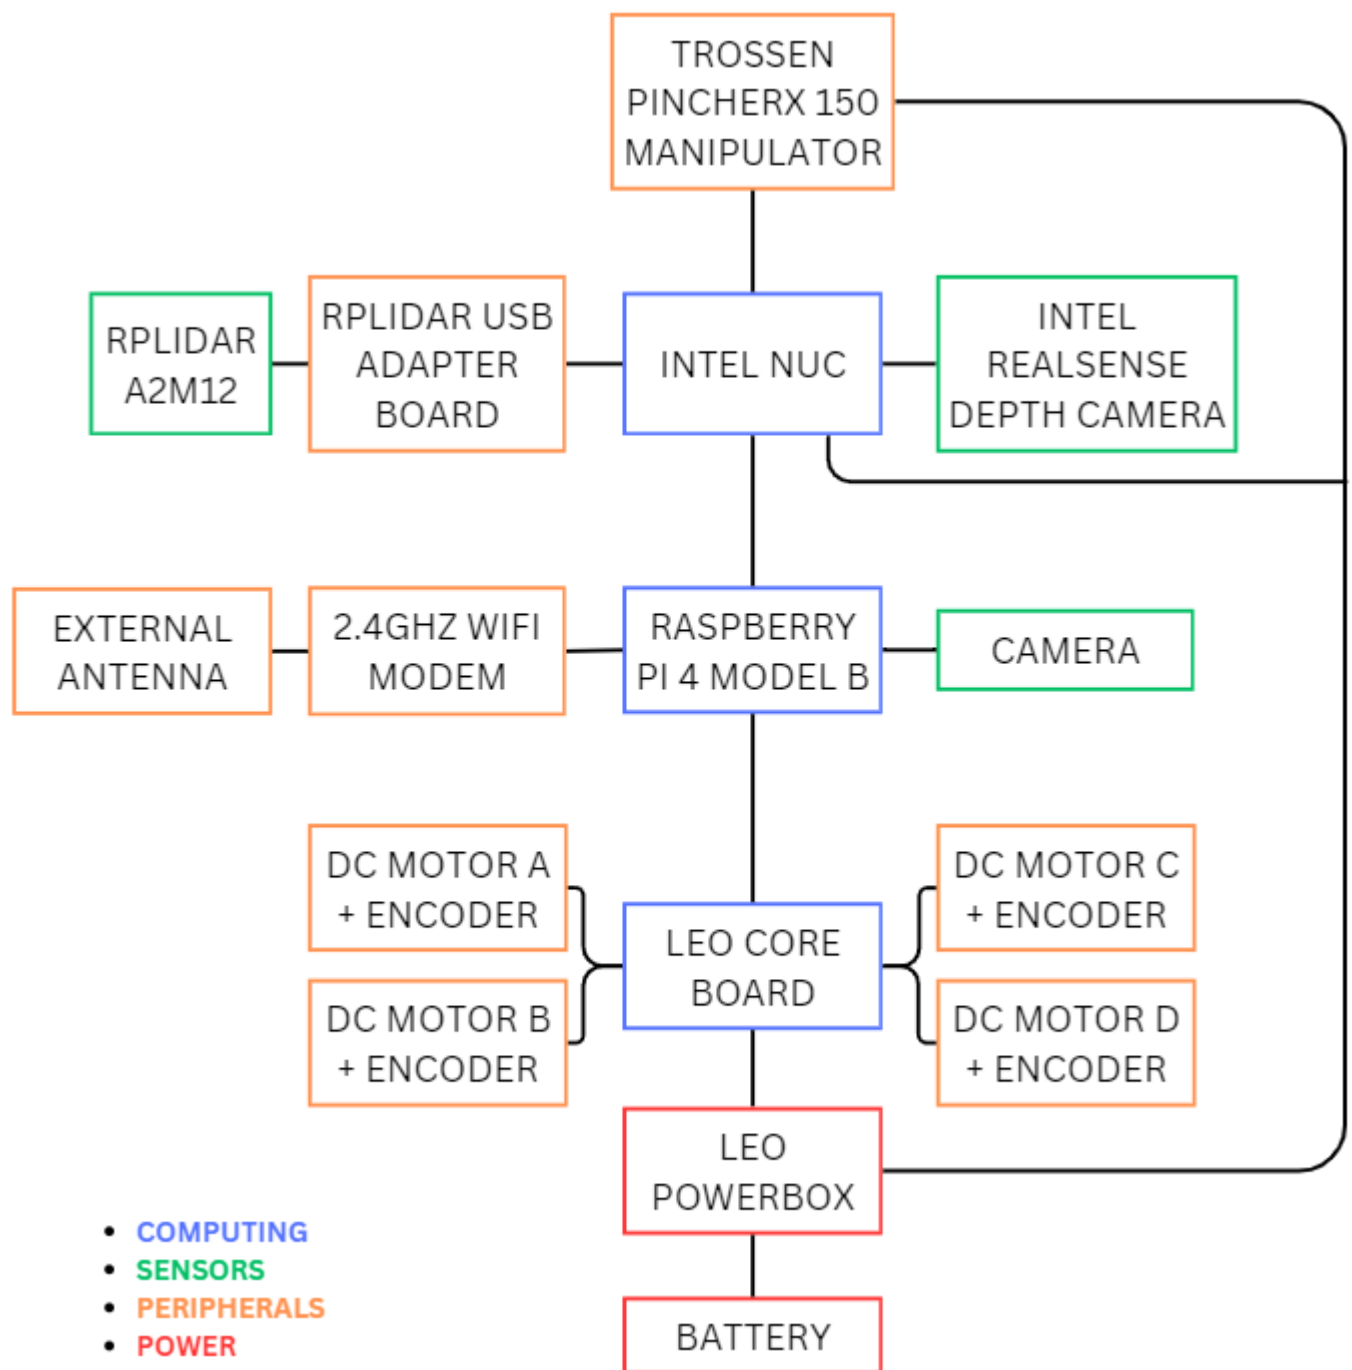 TROSSEN
PINCHERX 150
MANIPULATOR
RPLIDAR
A2M12
RPLIDAR USB
ADAPTER
BOARD
INTEL NUC
INTEL
REALSENSE
DEPTH CAMERA
EXTERNAL
ANTENNA
2.4GHZ WIFI
MODEM
RASPBERRY
PI 4 MODEL B
CAMERA
DC MOTOR A
+ ENCODER
DC MOTOR B
+ ENCODER
LEO CORE
BOARD
DC MOTOR C
+ ENCODER
DC MOTOR D
+ ENCODER
LEO
POWERBOX
BATTERY
• COMPUTING
• SENSORS
• PERIPHERALS
• POWER